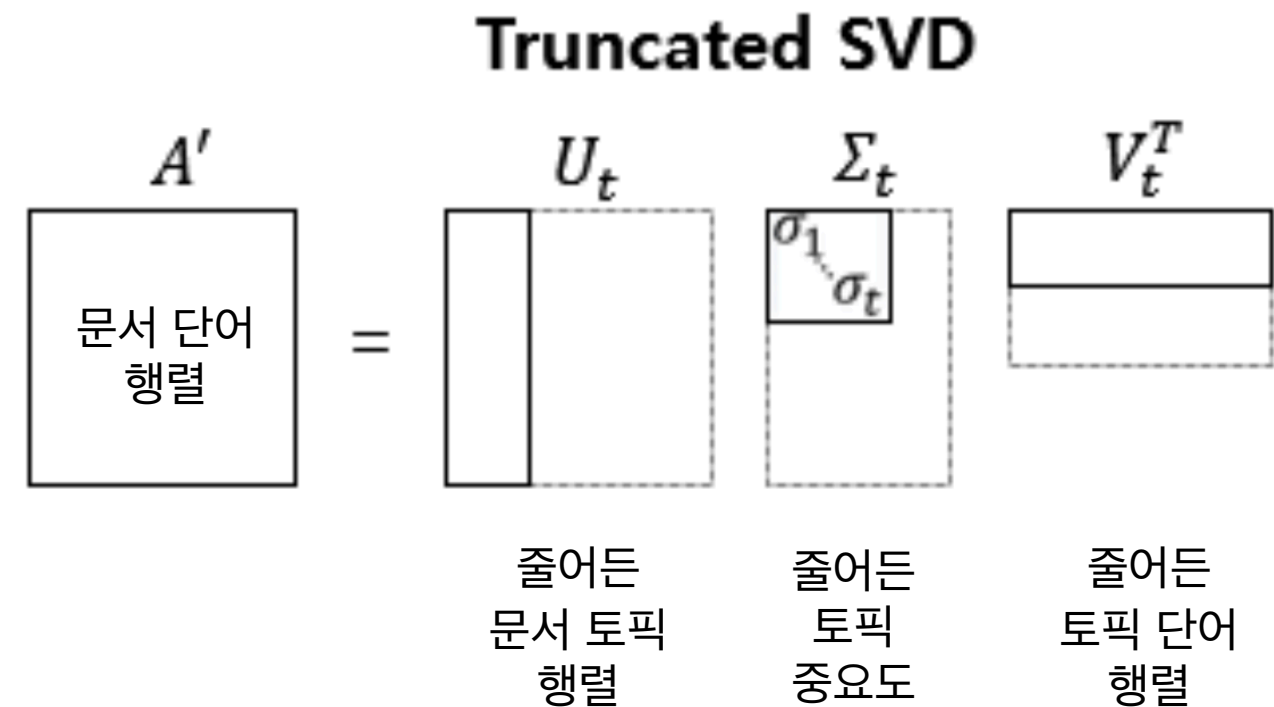 Truncated SVD
A′ U_t Σ_t V_t^T
σ₁
⋱
σ_t
문서 단어
행렬
=
줄어든
문서 토픽
행렬
줄어든
토픽
중요도
줄어든
토픽 단어
행렬